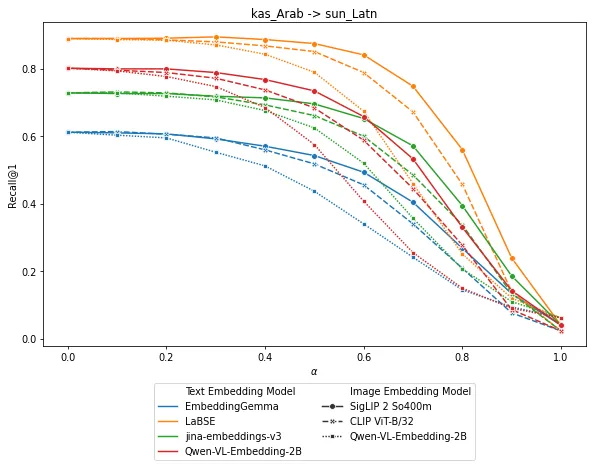 kas_Arab -> sun_Latn
Recall@1
0.8
0.6
0.4
0.2
0.0
0.0 0.2 0.4 0.6 0.8 1.0
α
Text Embedding Model
EmbeddingGemma
LaBSE
jina-embeddings-v3
Qwen-VL-Embedding-2B
Image Embedding Model
SigLIP 2 So400m
CLIP ViT-B/32
Qwen-VL-Embedding-2B